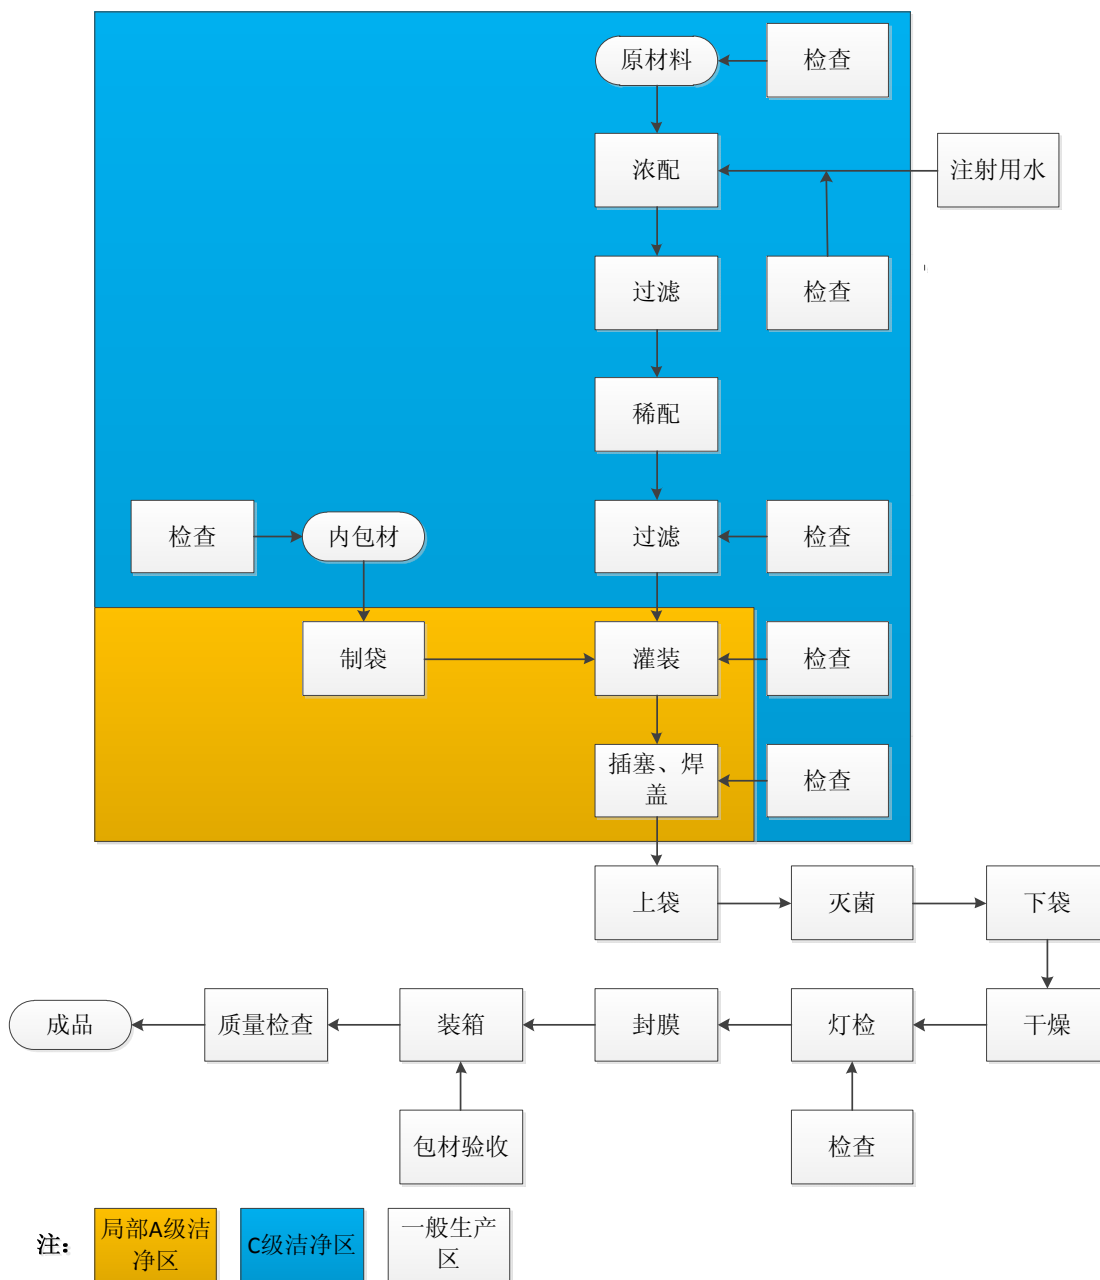 原材料
检查
浓配
注射用水
过滤
检查
稀配
检查
内包材
过滤
检查
制袋
灌装
检查
插塞、焊
盖
检查
上袋
灭菌
下袋
成品
质量检查
装箱
封膜
灯检
干燥
包材验收
检查
注：
局部A级洁
净区
C级洁净区
一般生产
区